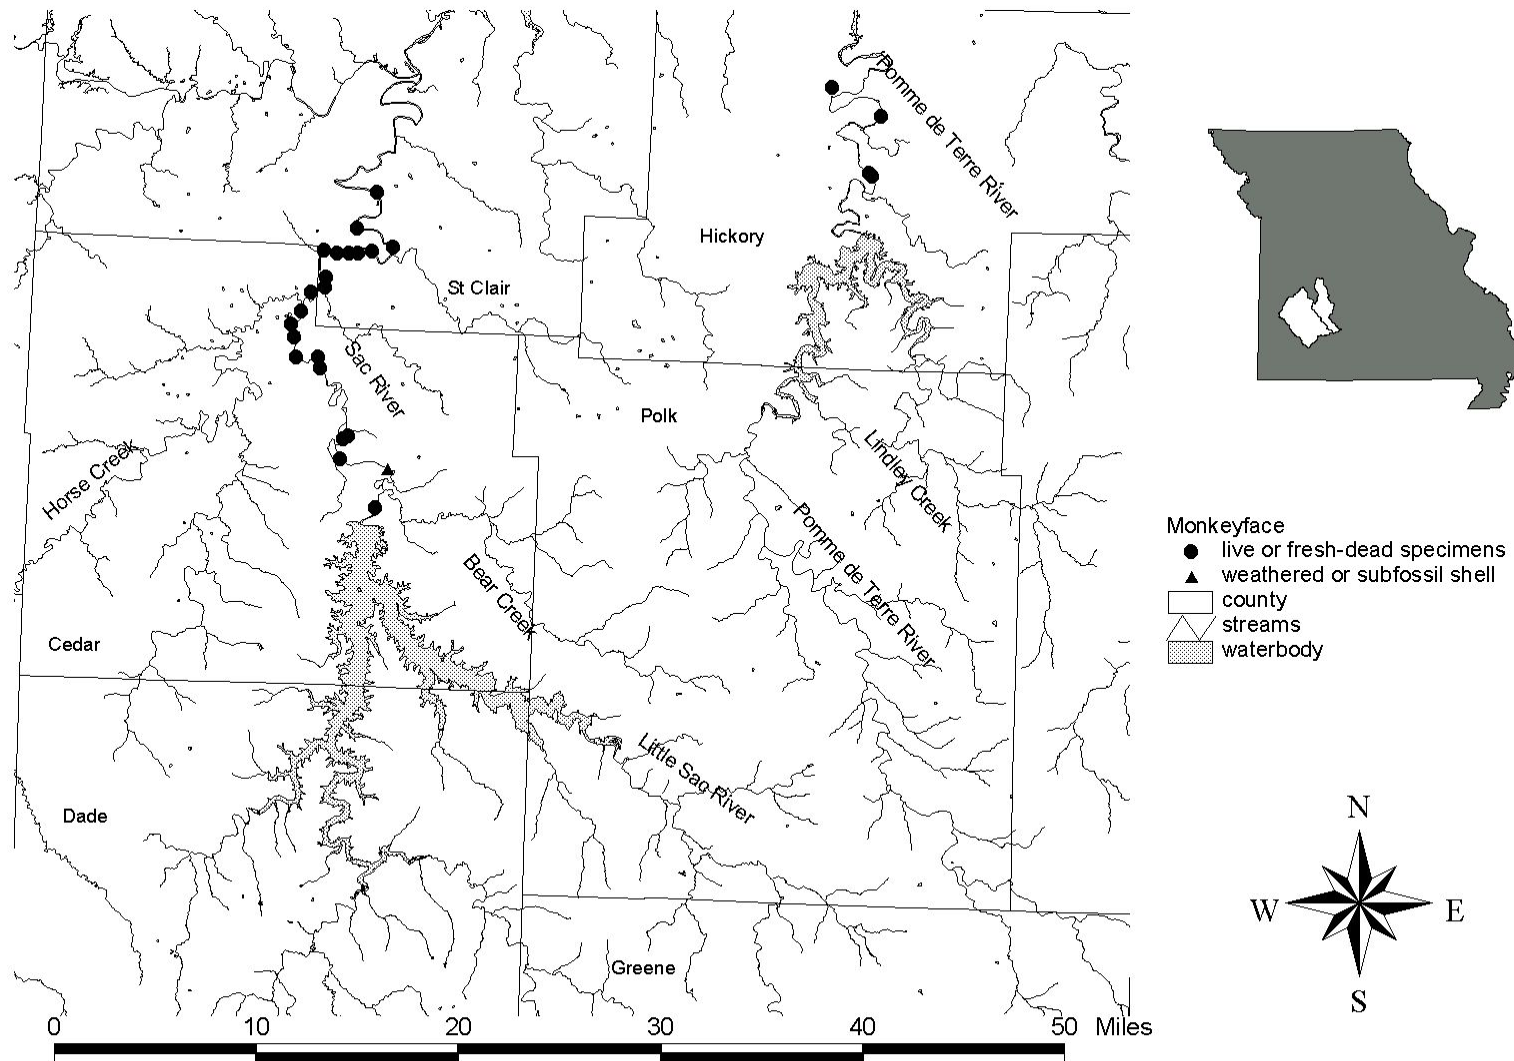 Pomme de Terre River
Hickory
St Clair
Sac River
Polk
Horse Creek
Lindley Creek
Pomme de Terre River
Bear Creek
Cedar
Little Sac River
Dade
Greene
0 10 20 30 40 50 Miles
Monkeyface
live or fresh-dead specimens
weathered or subfossil shell
county
streams
waterbody
N
W E
S